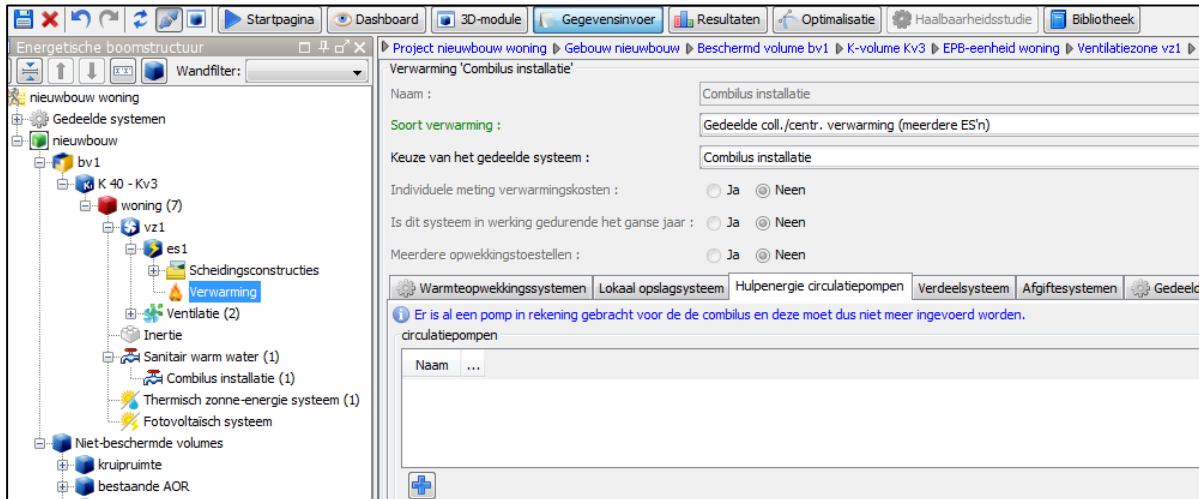 Startpagina Dashboard 3D-module Gegevensinvoer Resultaten Optimalisatie Haalbaarheidsstudie Bibliotheek
Energetische boomstructuur
Wandfilter:
nieuwbouw woning
Gedeelde systemen
nieuwbouw
bv1
K 40 - Kv3
woning (7)
vz1
es1
Scheidingsconstructies
Verwarming
Ventilatie (2)
Inertie
Sanitair warm water (1)
Combilus installatie (1)
Thermisch zonne-energie systeem (1)
Fotovoltaïsch systeem
Niet-beschermde volumes
kruipruimte
bestaande AOR
Project nieuwbouw woning Gebouw nieuwbouw Beschermd volume bv1 K-volume Kv3 EPB-eenheid woning Ventilatiezone vz1
Verwarming 'Combilus installatie'
Naam : Combilus installatie
Soort verwarming : Gedeelde coll./centr. verwarming (meerdere ES'n)
Keuze van het gedeelde systeem : Combilus installatie
Individuele meting verwarmingskosten : Ja Neen
Is dit systeem in werking gedurende het ganse jaar : Ja Neen
Meerdere opwekkingstoestellen : Ja Neen
Warmteopwekkingssystemen Lokaal opslagsysteem Hulpenergie circulatiepompen Verdeelsysteem Afgiftesystemen Gedeeld
Er is al een pomp in rekening gebracht voor de de combilus en deze moet dus niet meer ingevoerd worden.
circulatiepompen
Naam ...